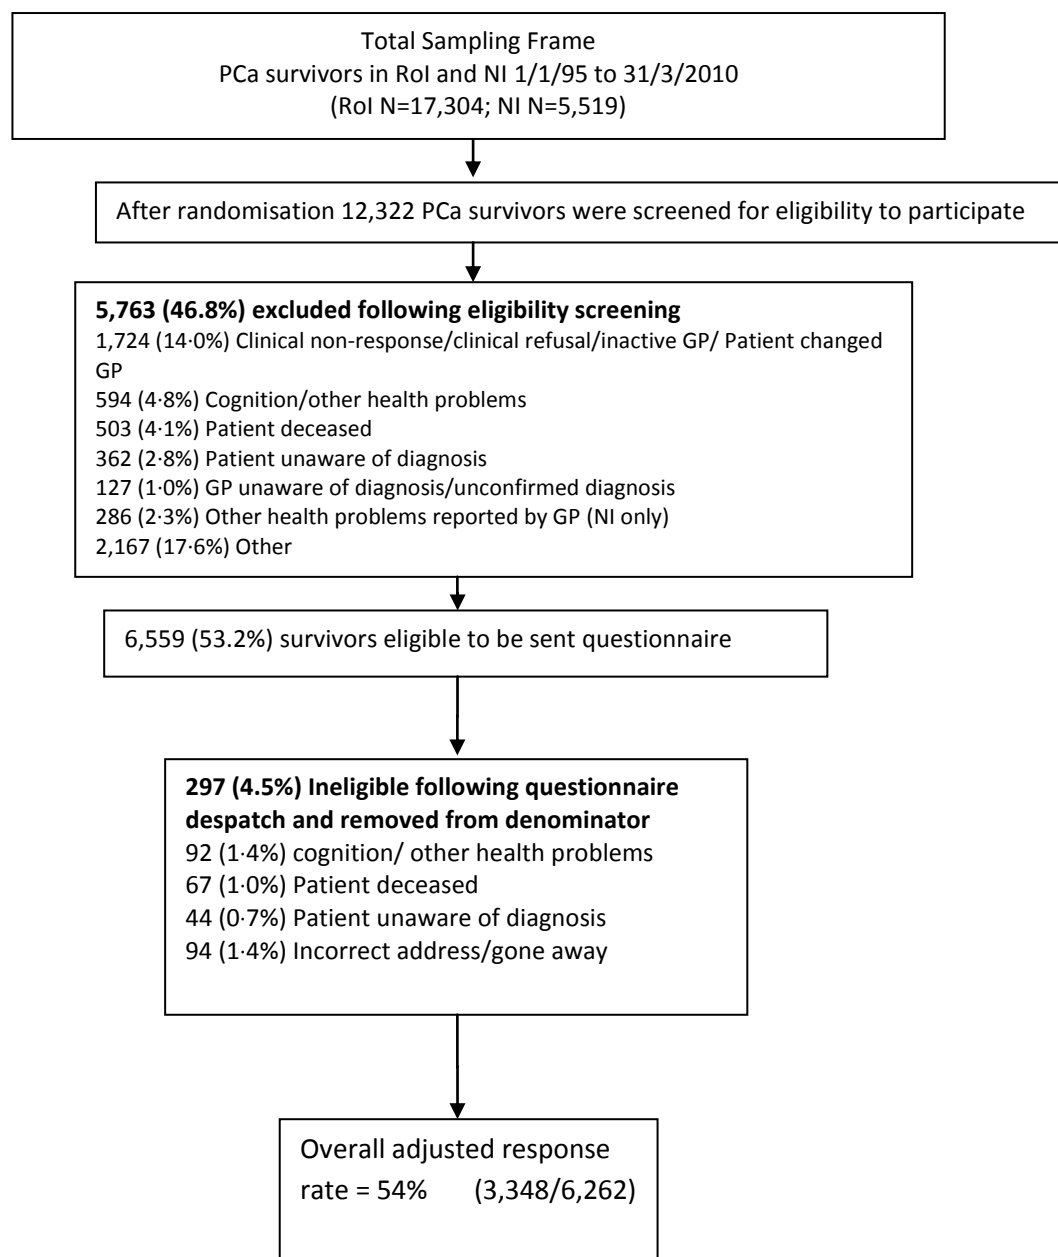 Total Sampling Frame
PCa survivors in RoI and NI 1/1/95 to 31/3/2010
(RoI N=17,304; NI N=5,519)
After randomisation 12,322 PCa survivors were screened for eligibility to participate
5,763 (46.8%) excluded following eligibility screening
1,724 (14·0%) Clinical non-response/clinical refusal/inactive GP/ Patient changed
GP
594 (4·8%) Cognition/other health problems
503 (4·1%) Patient deceased
362 (2·8%) Patient unaware of diagnosis
127 (1·0%) GP unaware of diagnosis/unconfirmed diagnosis
286 (2·3%) Other health problems reported by GP (NI only)
2,167 (17·6%) Other
6,559 (53.2%) survivors eligible to be sent questionnaire
297 (4.5%) Ineligible following questionnaire
despatch and removed from denominator
92 (1·4%) cognition/ other health problems
67 (1·0%) Patient deceased
44 (0·7%) Patient unaware of diagnosis
94 (1·4%) Incorrect address/gone away
Overall adjusted response
rate = 54% (3,348/6,262)